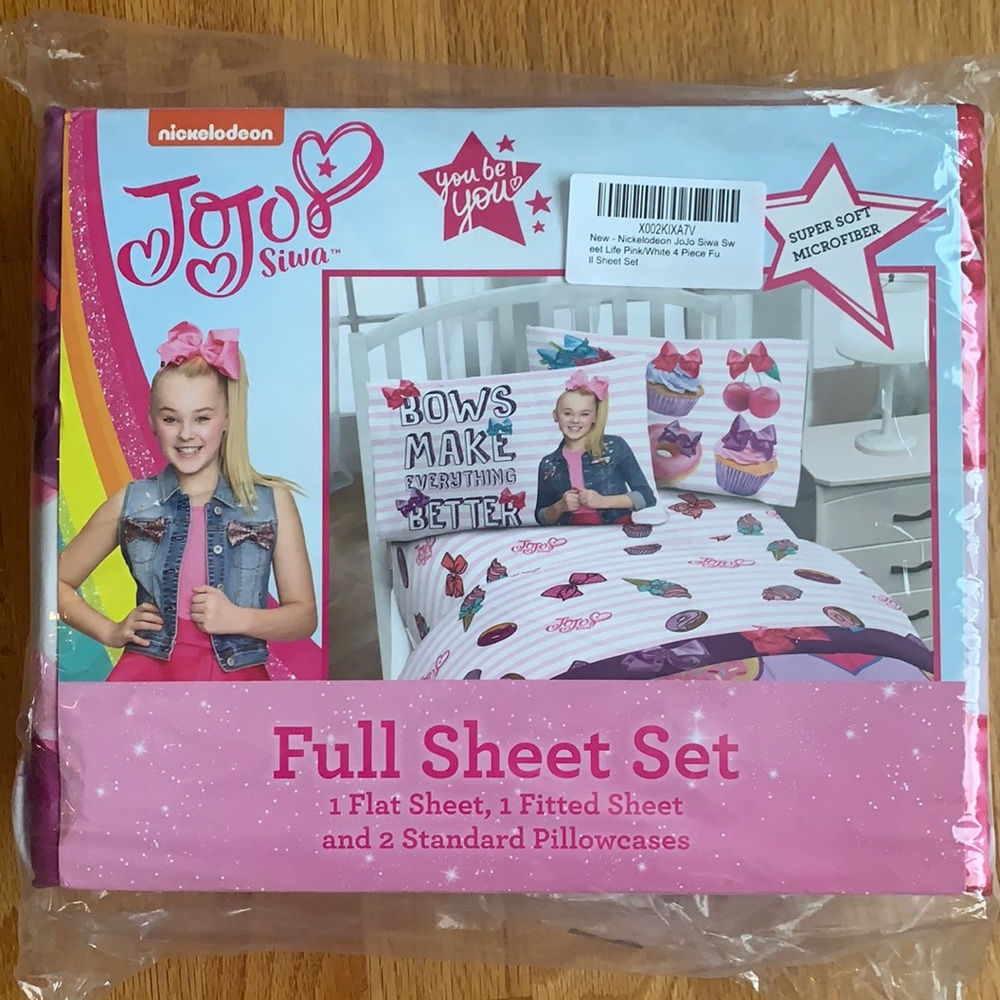 nickelodeon
JoJo
Siwa™
you be
you!
X002KIXA7V
New - Nickelodeon JoJo Siwa Sw
eet Life Pink/White 4 Piece Fu
ll Sheet Set
SUPER SOFT
MICROFIBER
BOWS
MAKE
EVERYTHING
BETTER
JoJo
JoJo
JoJo
Full Sheet Set
1 Flat Sheet, 1 Fitted Sheet
and 2 Standard Pillowcases